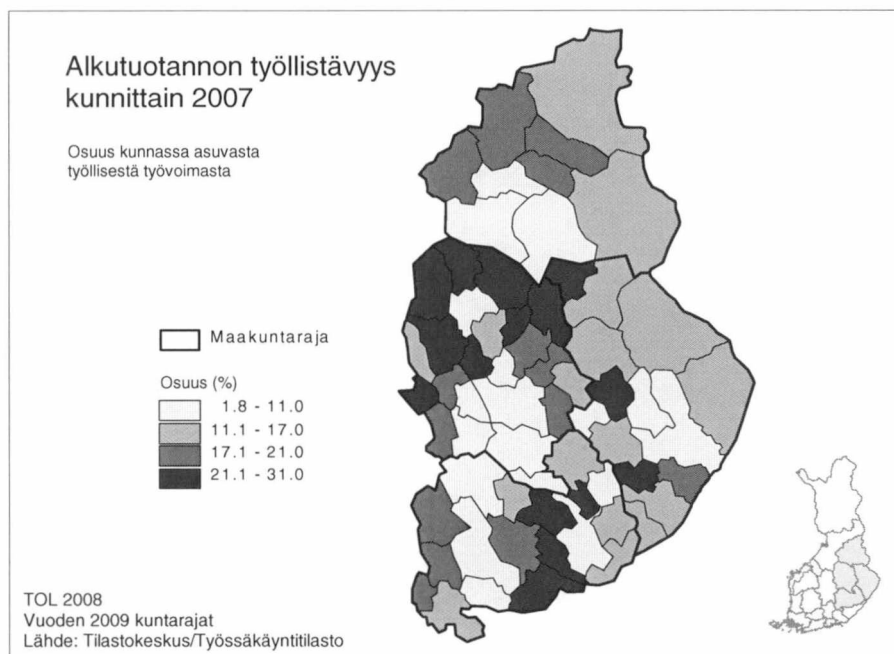 Alkutuotannon työllistävyys
kunnittain 2007
Osuus kunnassa asuvasta
työllisestä työvoimasta
Maakuntaraja
Osuus (%)
1.8 - 11.0
11.1 - 17.0
17.1 - 21.0
21.1 - 31.0
TOL 2008
Vuoden 2009 kuntarajat
Lähde: Tilastokeskus/Työssäkäyntitilasto